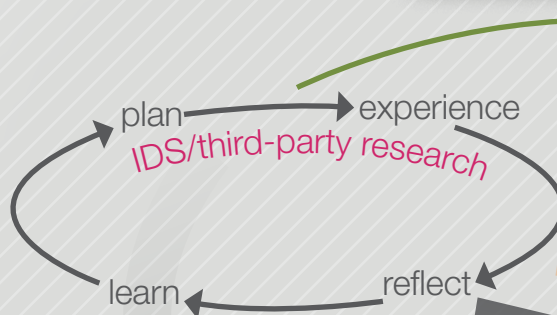 plan
experience
IDS/third-party research
learn
reflect